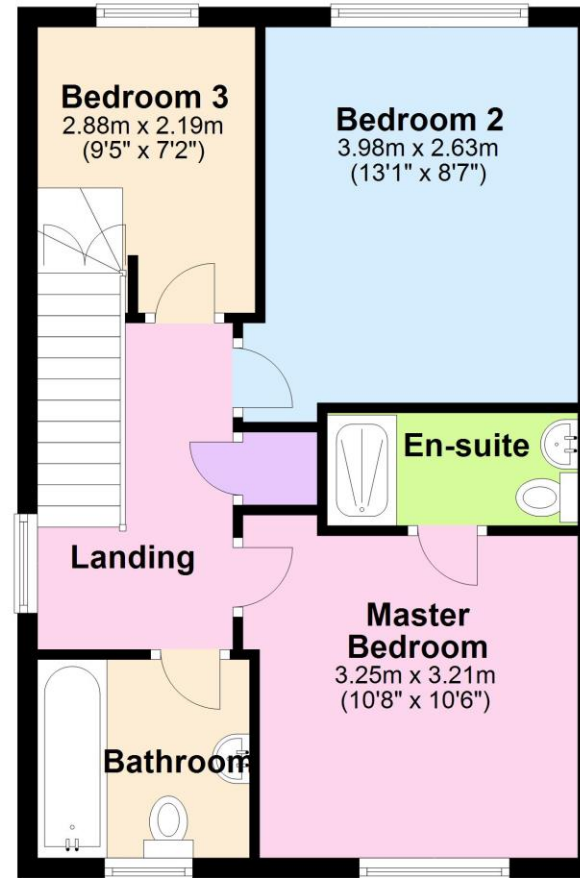 Bedroom 3
2.88m x 2.19m
(9'5" x 7'2")
Bedroom 2
3.98m x 2.63m
(13'1" x 8'7")
En-suite
Landing
Master
Bedroom
3.25m x 3.21m
(10'8" x 10'6")
Bathroom